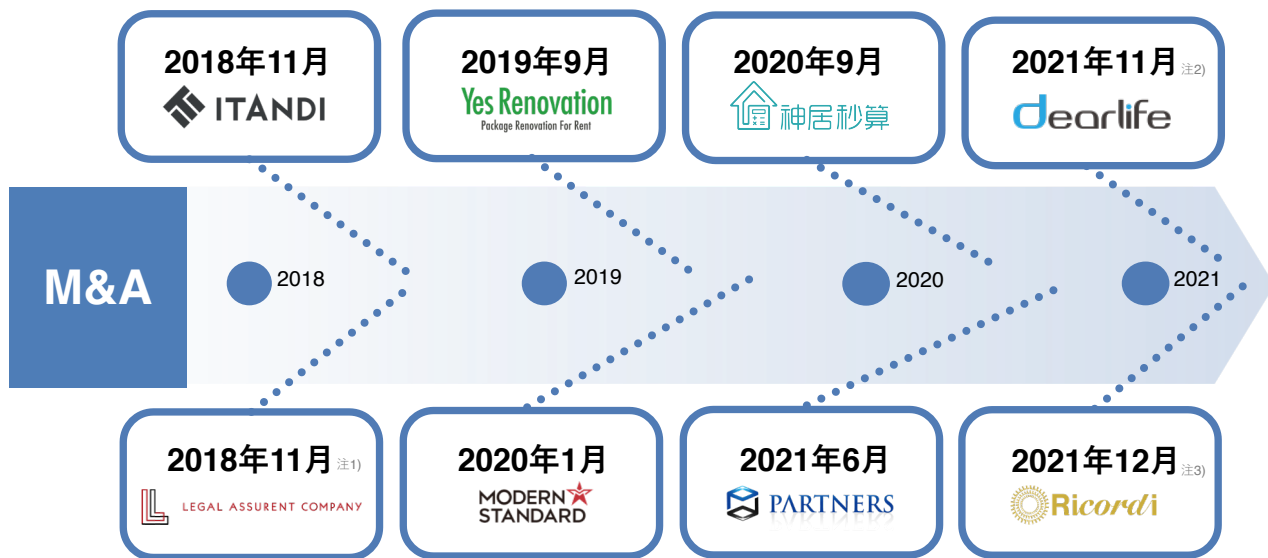 2018年11月
ITANDI
2019年9月
Yes Renovation
Package Renovation For Rent
2020年9月
神居秒算
2021年11月 注2)
dearlife
M&A
2018
2019
2020
2021
2018年11月 注1)
LEGAL ASSURENT COMPANY
2020年1月
MODERN
STANDARD
2021年6月
PARTNERS
2021年12月 注3)
Ricordi